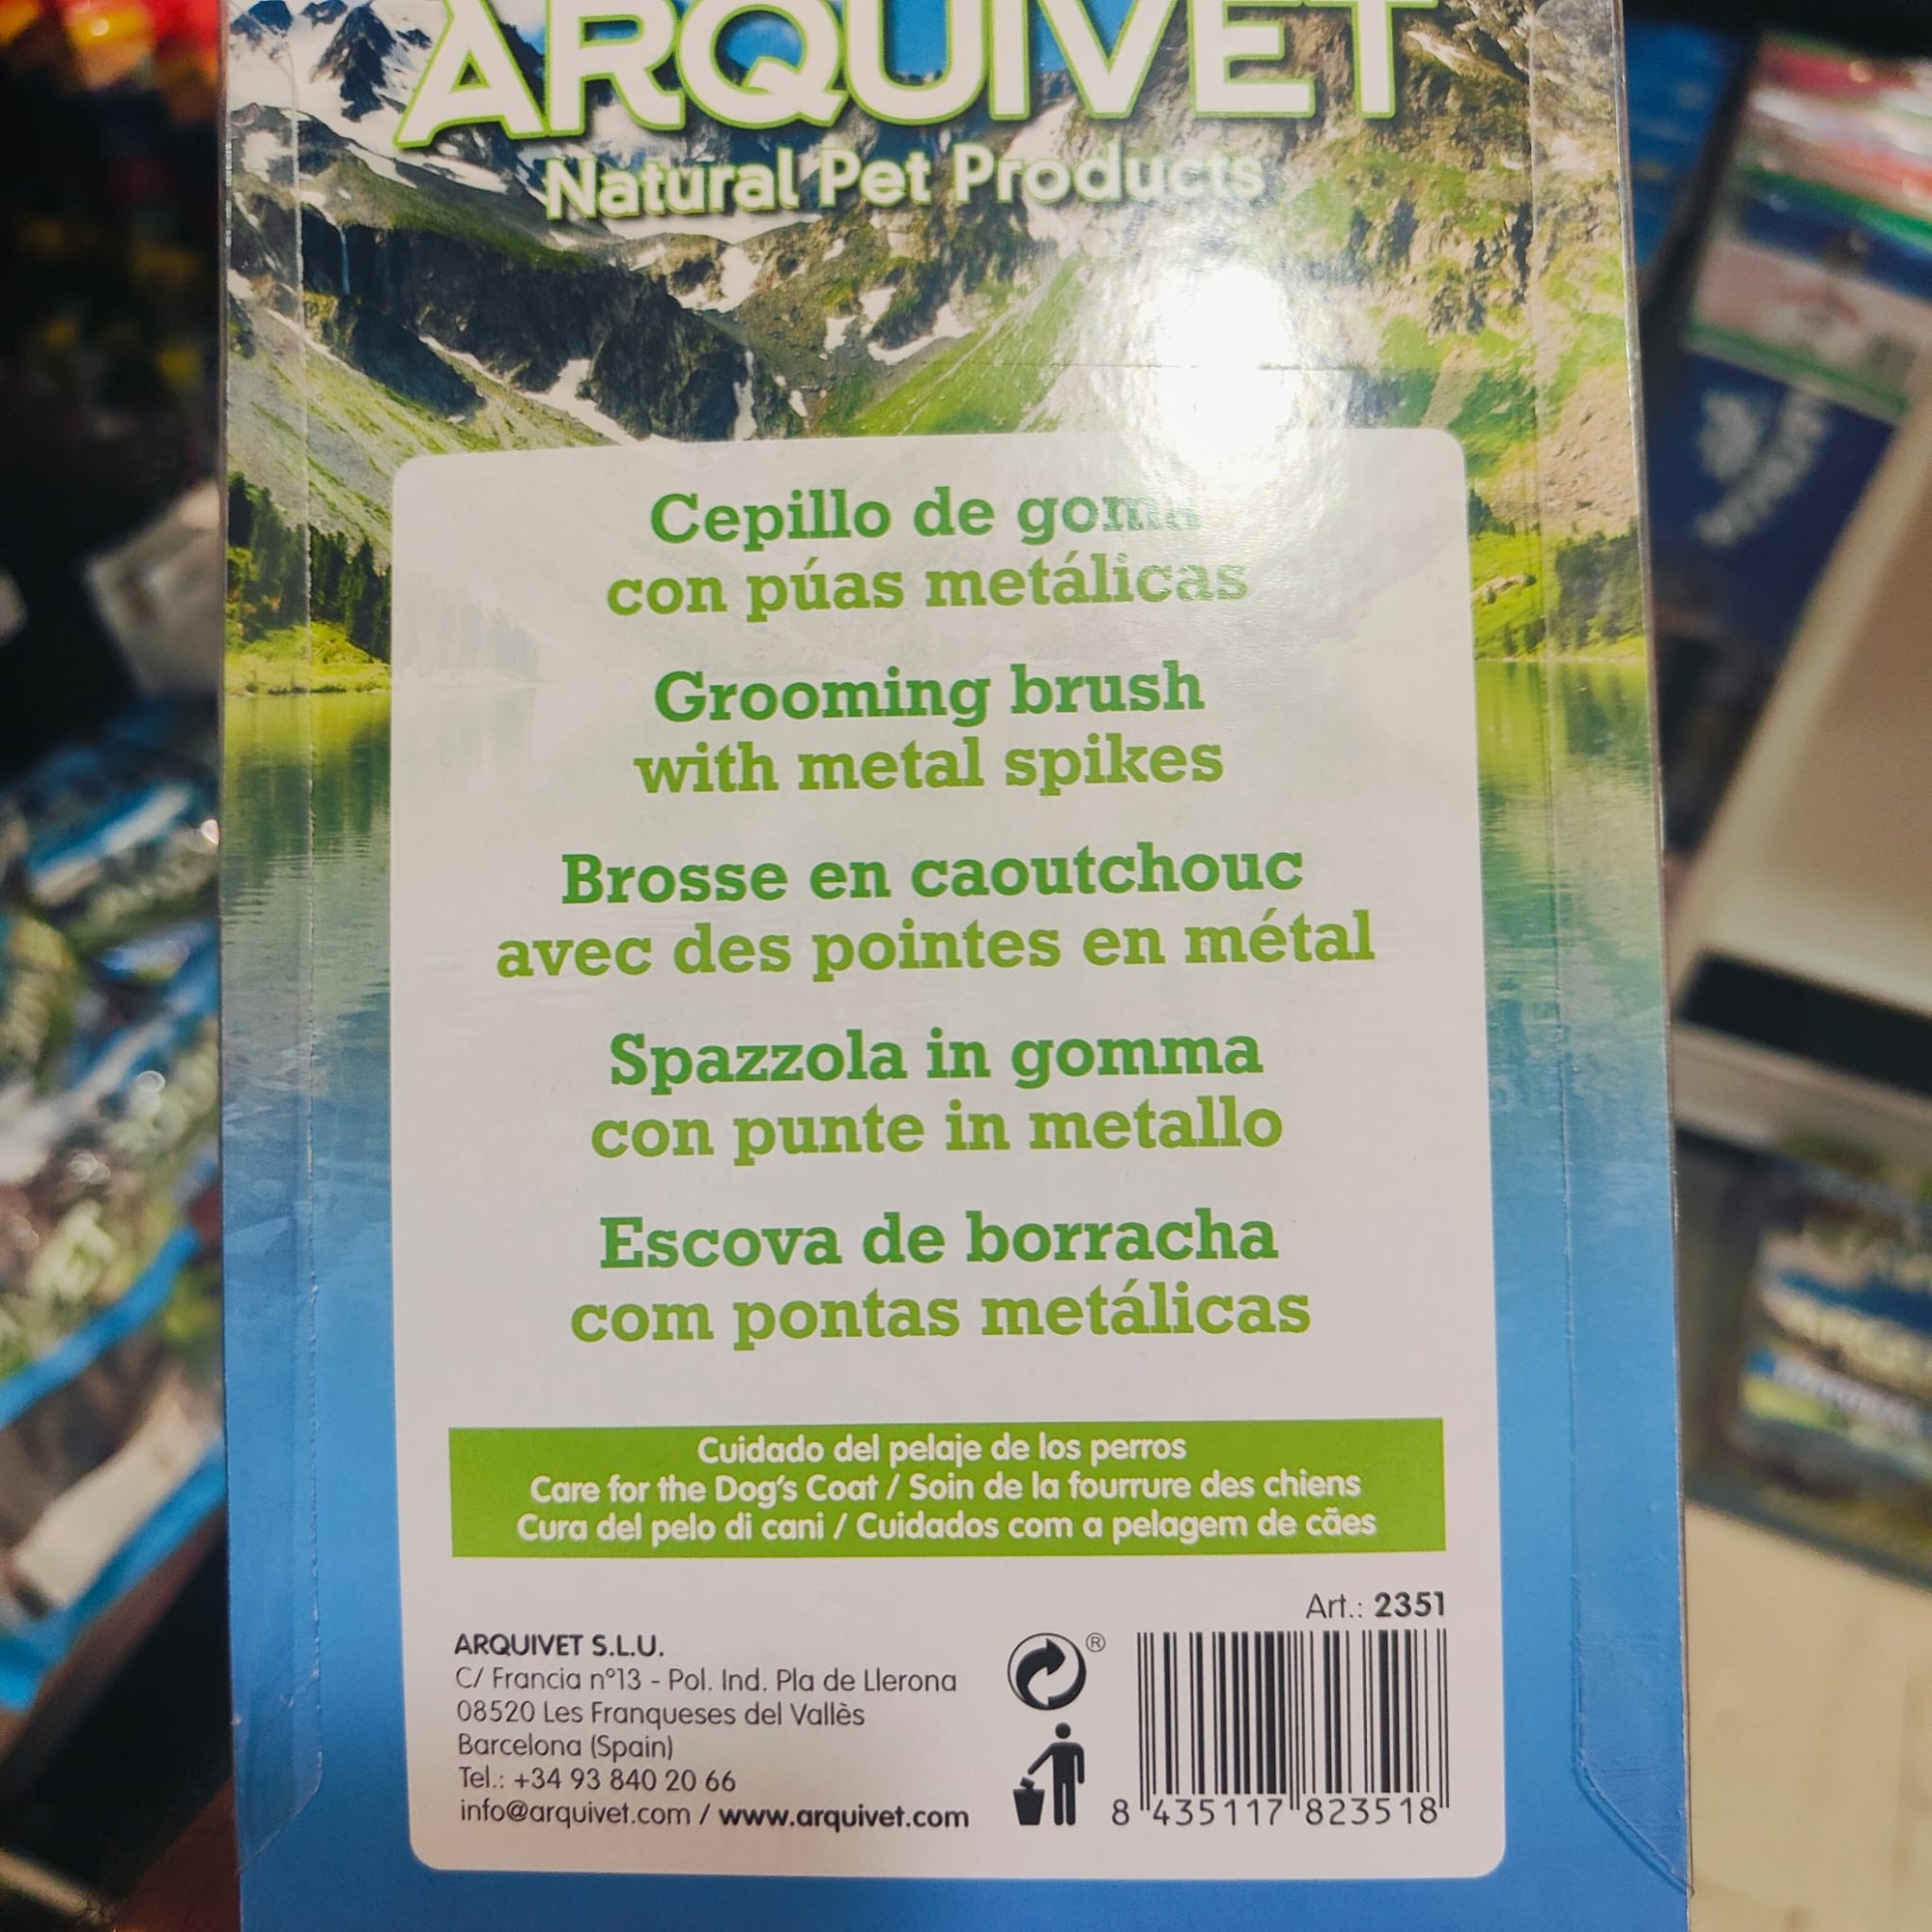 ARQUIVET
Natural Pet Products
Cepillo de goma
con púas metálicas
Grooming brush
with metal spikes
Brosse en caoutchouc
avec des pointes en métal
Spazzola in gomma
con punte in metallo
Escova de borracha
com pontas metálicas
Cuidado del pelaje de los perros
Care for the Dog's Coat / Soin de la fourrure des chiens
Cura del pelo di cani / Cuidados com a pelagem de cães
Art.: 2351
ARQUIVET S.L.U.
C/ Francia nº13 - Pol. Ind. Pla de Llerona
08520 Les Franqueses del Vallès
Barcelona (Spain)
Tel.: +34 93 840 20 66
info@arquivet.com / www.arquivet.com
®
8 435117 823518